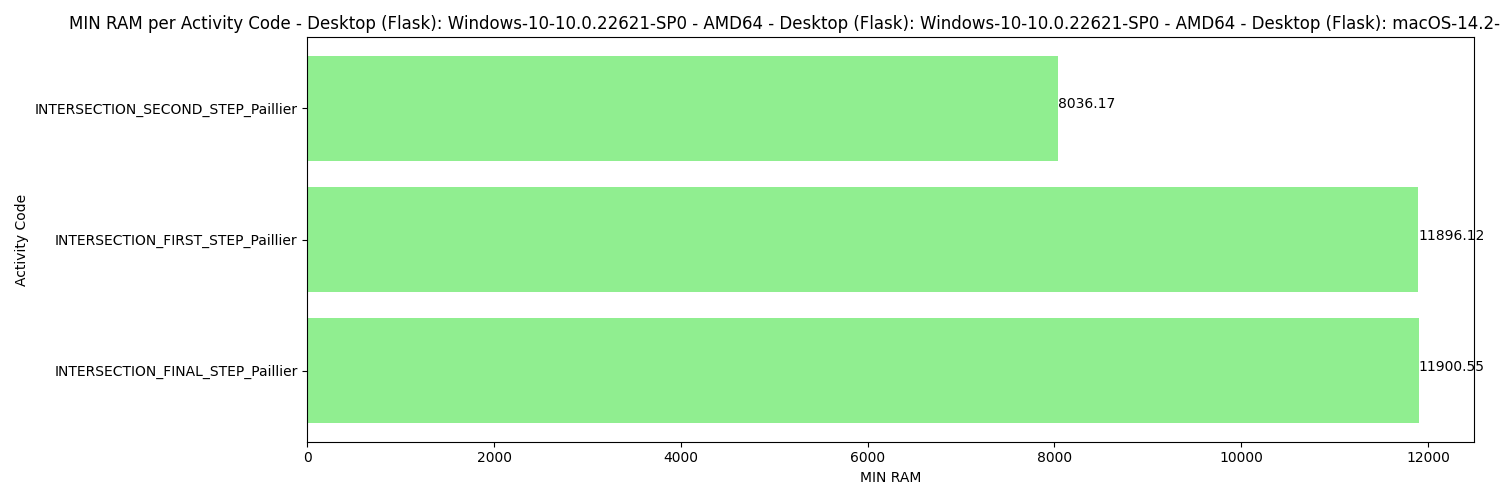 MIN RAM per Activity Code - Desktop (Flask): Windows-10-10.0.22621-SP0 - AMD64 - Desktop (Flask): Windows-10-10.0.22621-SP0 - AMD64 - Desktop (Flask): macOS-14.2-
INTERSECTION_SECOND_STEP_Paillier
8036.17
INTERSECTION_FIRST_STEP_Paillier
11896.12
INTERSECTION_FINAL_STEP_Paillier
11900.55
Activity Code
0 2000 4000 6000 8000 10000 12000
MIN RAM